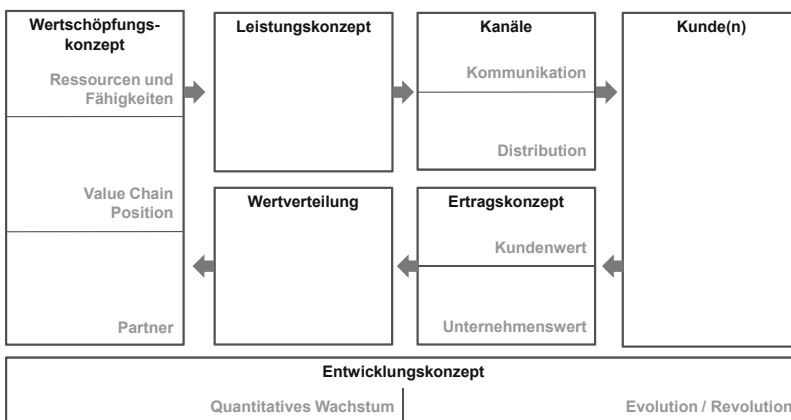 Wertschöpfungs-
konzept
Ressourcen und
Fähigkeiten
Value Chain
Position
Partner
Leistungskonzept
Kanäle
Kommunikation
Distribution
Kunde(n)
Wertverteilung
Ertragskonzept
Kundenwert
Unternehmenswert
Entwicklungskonzept
Quantitatives Wachstum
Evolution / Revolution